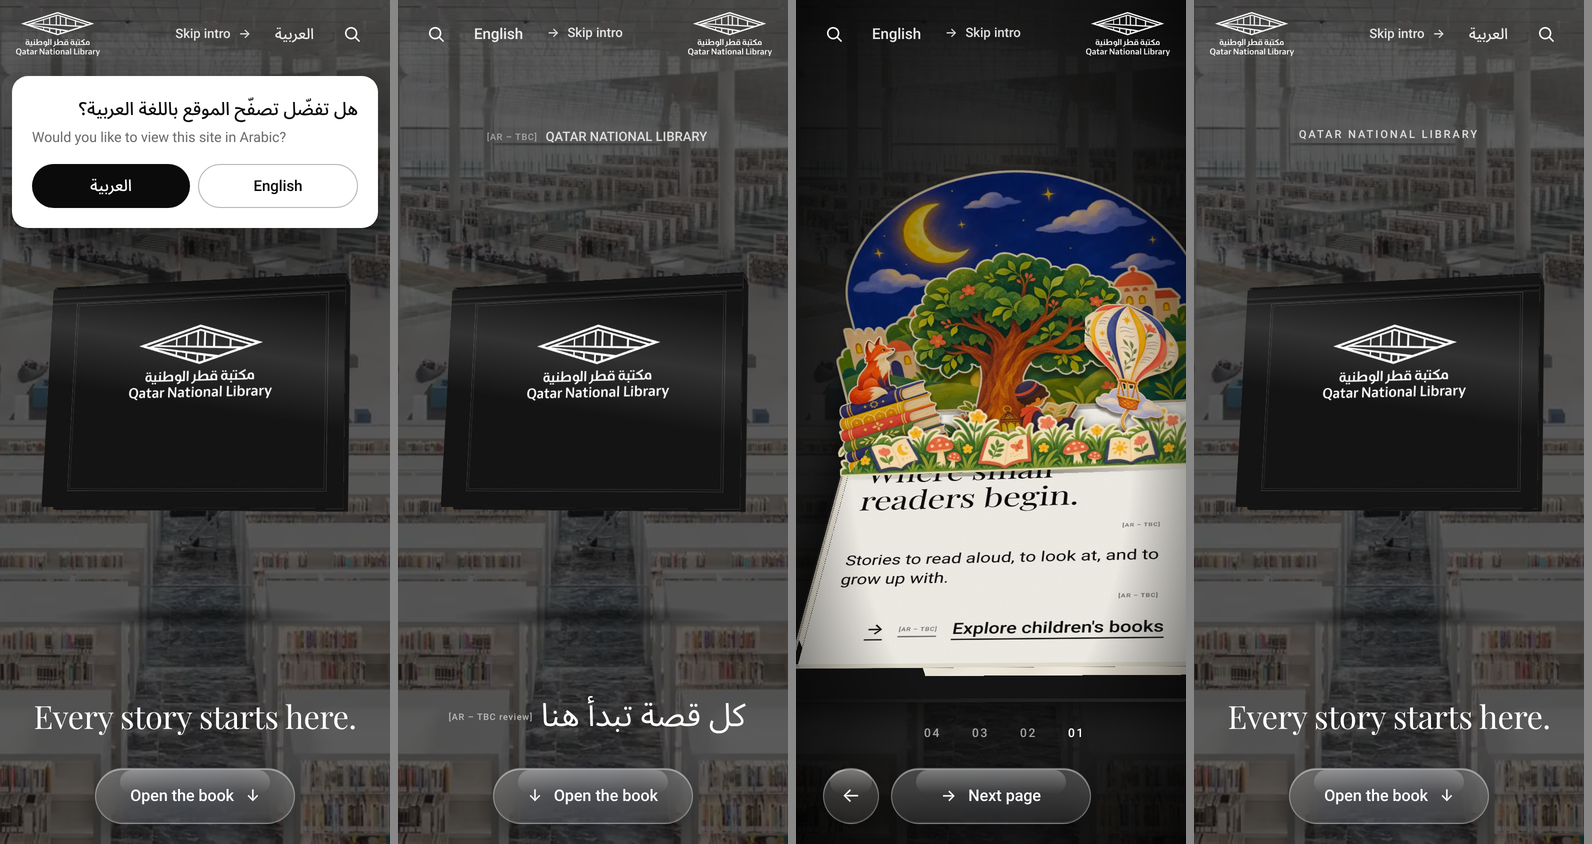 مكتبة قطر الوطنية
Qatar National Library
Skip intro →
العربية
هل تفضّل تصفّح الموقع باللغة العربية؟
Would you like to view this site in Arabic?
العربية
English
مكتبة قطر الوطنية
Qatar National Library
Every story starts here.
Open the book ↓
English
→ Skip intro
مكتبة قطر الوطنية
Qatar National Library
[AR – TBC] QATAR NATIONAL LIBRARY
مكتبة قطر الوطنية
Qatar National Library
كل قصة تبدأ هنا [AR – TBC review]
↓ Open the book
English
→ Skip intro
مكتبة قطر الوطنية
Qatar National Library
Where small
readers begin.
[AR – TBC]
Stories to read aloud, to look at, and to
grow up with.
[AR – TBC]
→ [AR – TBC] Explore children's books
04 03 02 01
← → Next page
مكتبة قطر الوطنية
Qatar National Library
Skip intro →
العربية
QATAR NATIONAL LIBRARY
مكتبة قطر الوطنية
Qatar National Library
Every story starts here.
Open the book ↓